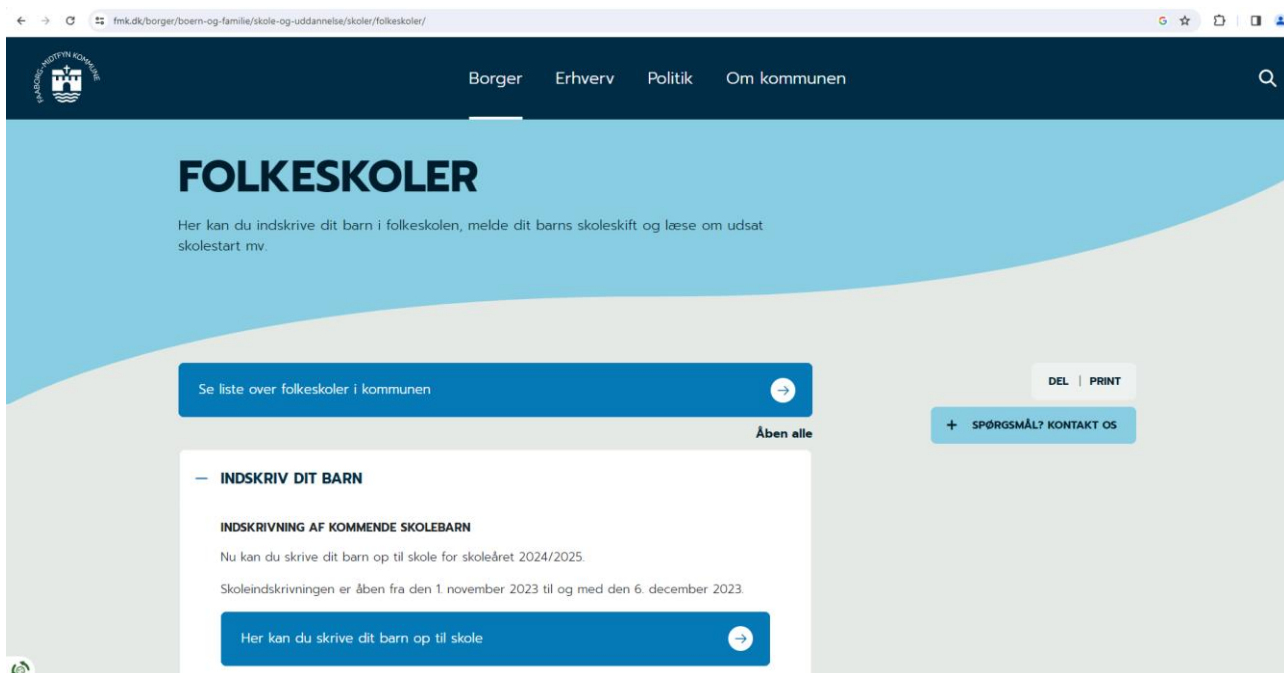 fmk.dk/borger/boern-og-familie/skole-og-uddannelse/skoler/folkeskoler/
FAABORG-MIDTFYN KOMMUNE
Borger Erhverv Politik Om kommunen
FOLKESKOLER
Her kan du indskrive dit barn i folkeskolen, melde dit barns skoleskift og læse om udsat
skolestart mv.
Se liste over folkeskoler i kommunen
DEL | PRINT
+ SPØRGSMÅL? KONTAKT OS
Åben alle
– INDSKRIV DIT BARN
INDSKRIVNING AF KOMMENDE SKOLEBARN
Nu kan du skrive dit barn op til skole for skoleåret 2024/2025.
Skoleindskrivningen er åben fra den 1. november 2023 til og med den 6. december 2023.
Her kan du skrive dit barn op til skole